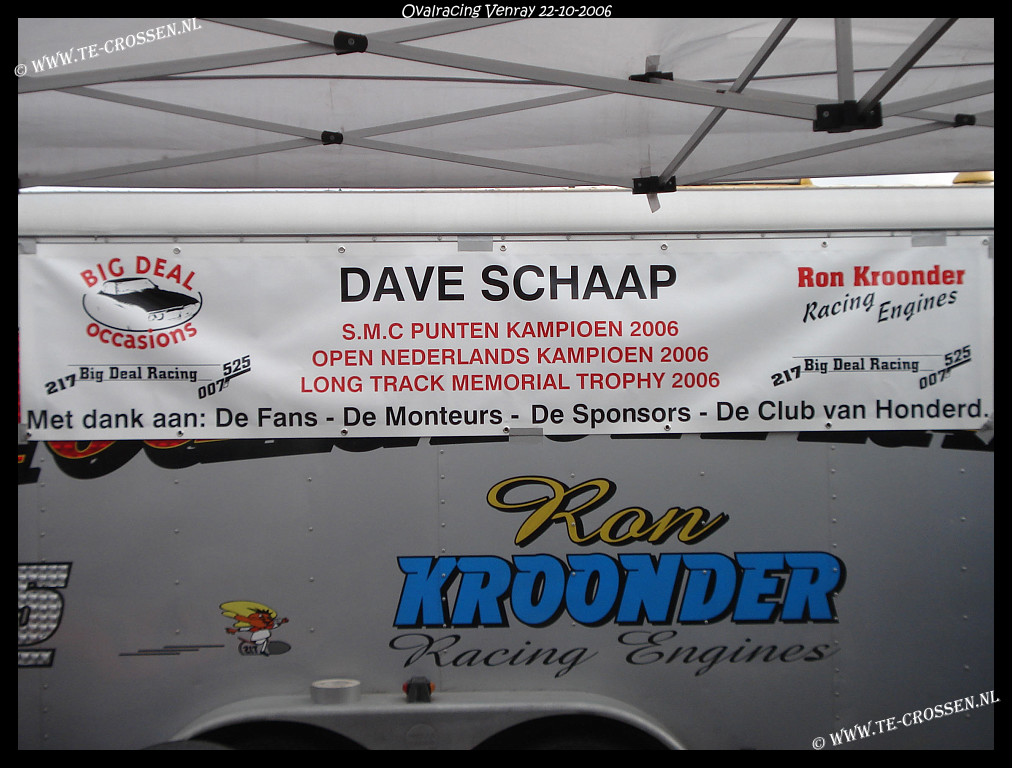 Ovalracing Venray 22-10-2006
© WWW.TE-CROSSEN.NL
BIG DEAL
occasions
217 Big Deal Racing 007 525
DAVE SCHAAP
S.M.C PUNTEN KAMPIOEN 2006
OPEN NEDERLANDS KAMPIOEN 2006
LONG TRACK MEMORIAL TROPHY 2006
Ron Kroonder
Racing Engines
217 Big Deal Racing 007 525
Met dank aan: De Fans - De Monteurs - De Sponsors - De Club van Honderd.
Ron
KROONDER
Racing Engines
5
217
© WWW.TE-CROSSEN.NL